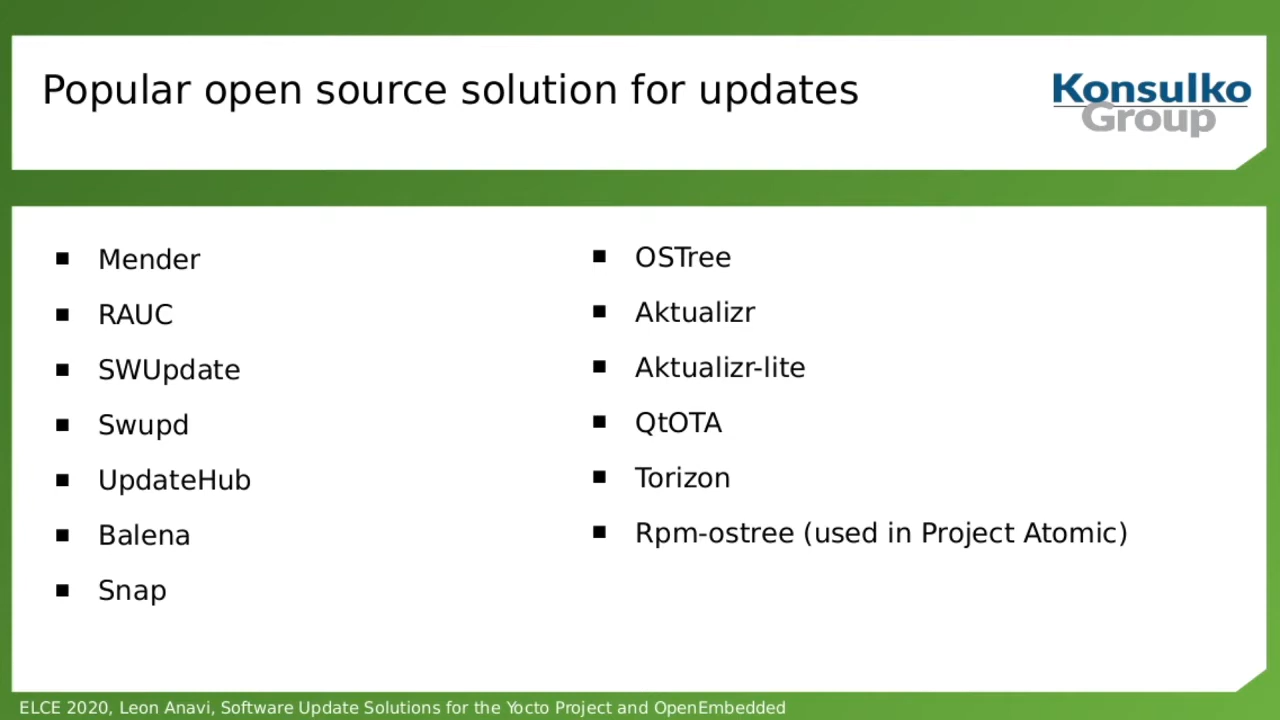 Popular open source solution for updates
Konsulko
Group
Mender
RAUC
SWUpdate
Swupd
UpdateHub
Balena
Snap
OSTree
Aktualizr
Aktualizr-lite
QtOTA
Torizon
Rpm-ostree (used in Project Atomic)
ELCE 2020, Leon Anavi, Software Update Solutions for the Yocto Project and OpenEmbedded